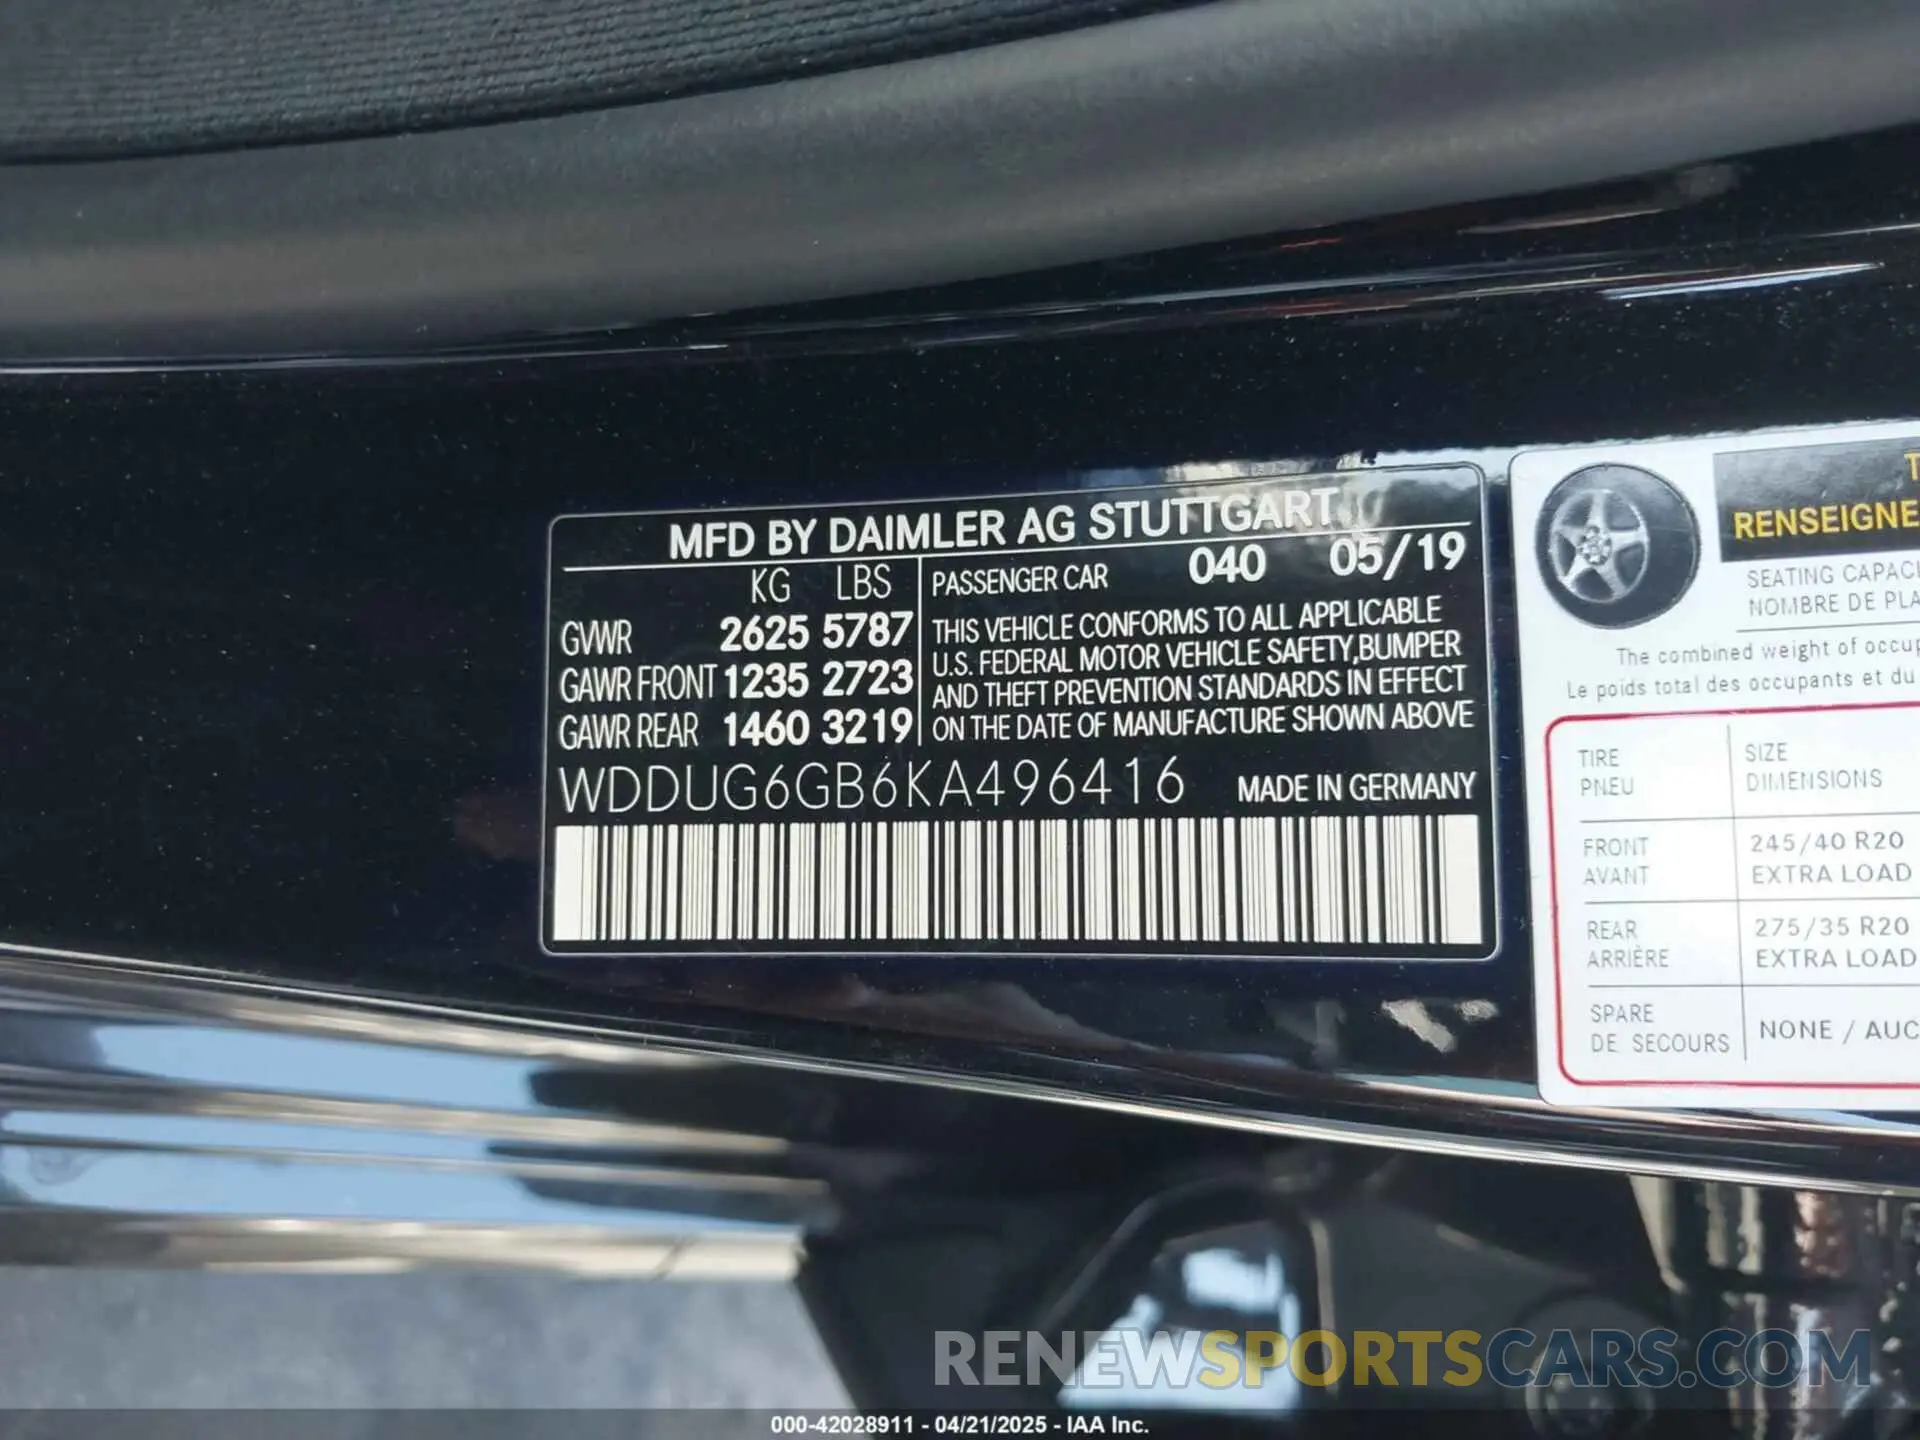 MFD BY DAIMLER AG STUTTGART
KG LBS
GVWR 2625 5787
GAWR FRONT 1235 2723
GAWR REAR 1460 3219
PASSENGER CAR 040 05/19
THIS VEHICLE CONFORMS TO ALL APPLICABLE
U.S. FEDERAL MOTOR VEHICLE SAFETY,BUMPER
AND THEFT PREVENTION STANDARDS IN EFFECT
ON THE DATE OF MANUFACTURE SHOWN ABOVE
WDDUG6GB6KA496416 MADE IN GERMANY
RENSEIGNE
SEATING CAPACI
NOMBRE DE PLA
The combined weight of occup
Le poids total des occupants et du
TIRE SIZE
PNEU DIMENSIONS
FRONT 245/40 R20
AVANT EXTRA LOAD
REAR 275/35 R20
ARRIÈRE EXTRA LOAD
SPARE
DE SECOURS NONE / AUC
RENEWSPORTSCARS.COM
000-42028911 - 04/21/2025 - IAA Inc.